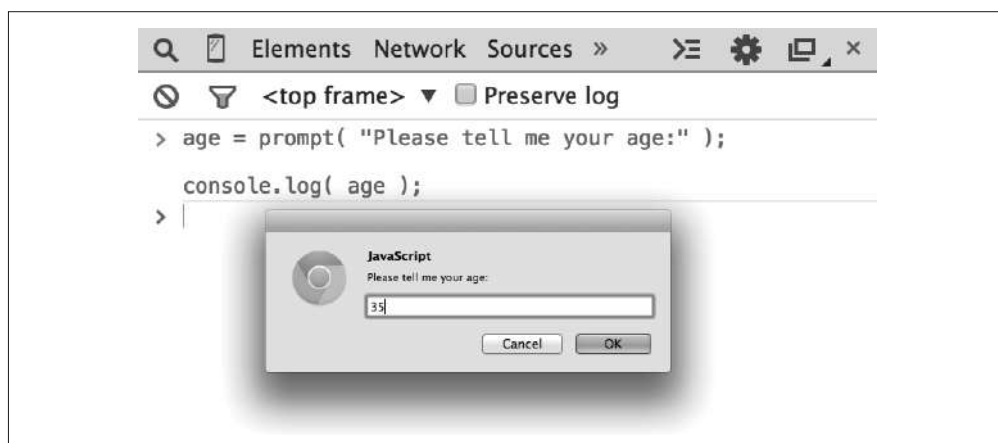 Elements Network Sources »
<top frame> ▼ Preserve log
> age = prompt( "Please tell me your age:" );
console.log( age );
>
JavaScript
Please tell me your age:
35
Cancel OK